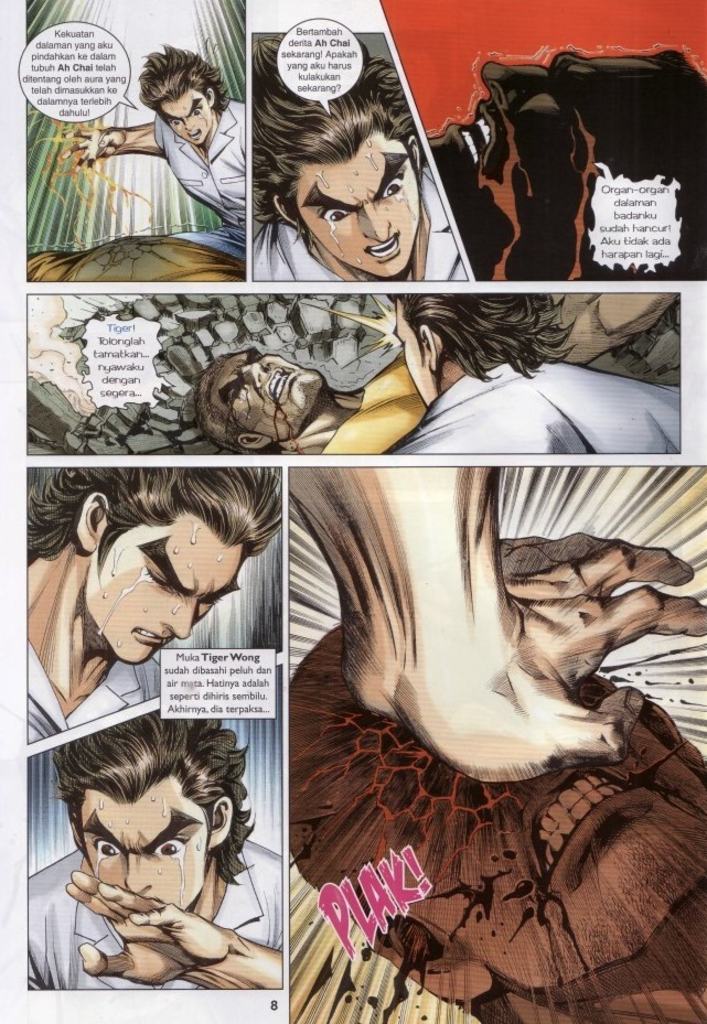 Kekuatan
dalaman yang aku
pindahkan ke dalam
tubuh Ah Chai telah
ditentang oleh aura yang
telah dimasukkan ke
dalamnya terlebih
dahulu!
Bertambah
derita Ah Chai
sekarang! Apakah
yang aku harus
kulakukan
sekarang?
Organ-organ
dalaman
badanku
sudah hancur!
Aku tidak ada
harapan lagi...
Tiger!
Tolonglah
tamatkan...
nyawaku
dengan
segera...
Muka Tiger Wong
sudah dibasahi peluh dan
air mata. Hatinya adalah
seperti dihiris sembilu.
Akhirnya, dia terpaksa...
PLAK!
8